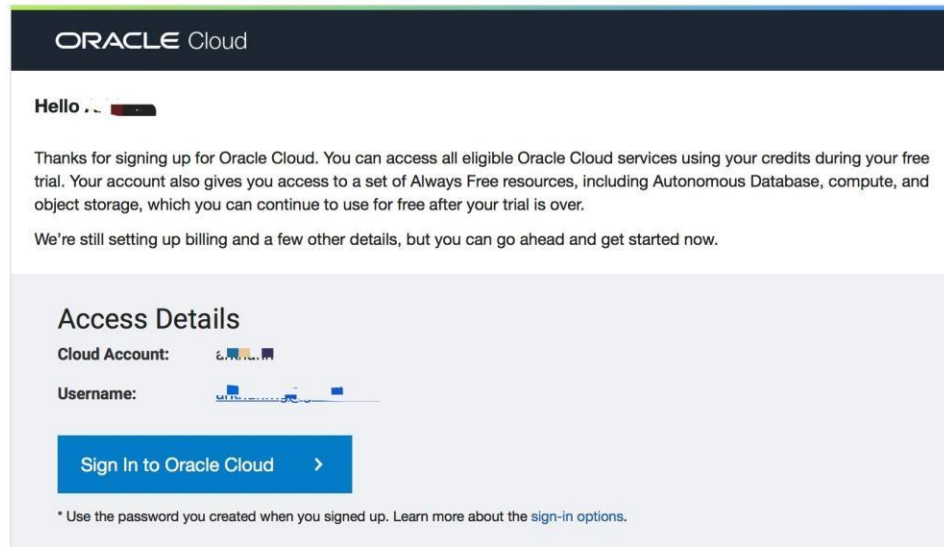 ORACLE Cloud
Hello
Thanks for signing up for Oracle Cloud. You can access all eligible Oracle Cloud services using your credits during your free
trial. Your account also gives you access to a set of Always Free resources, including Autonomous Database, compute, and
object storage, which you can continue to use for free after your trial is over.
We're still setting up billing and a few other details, but you can go ahead and get started now.
Access Details
Cloud Account:
Username:
Sign In to Oracle Cloud >
* Use the password you created when you signed up. Learn more about the sign-in options.